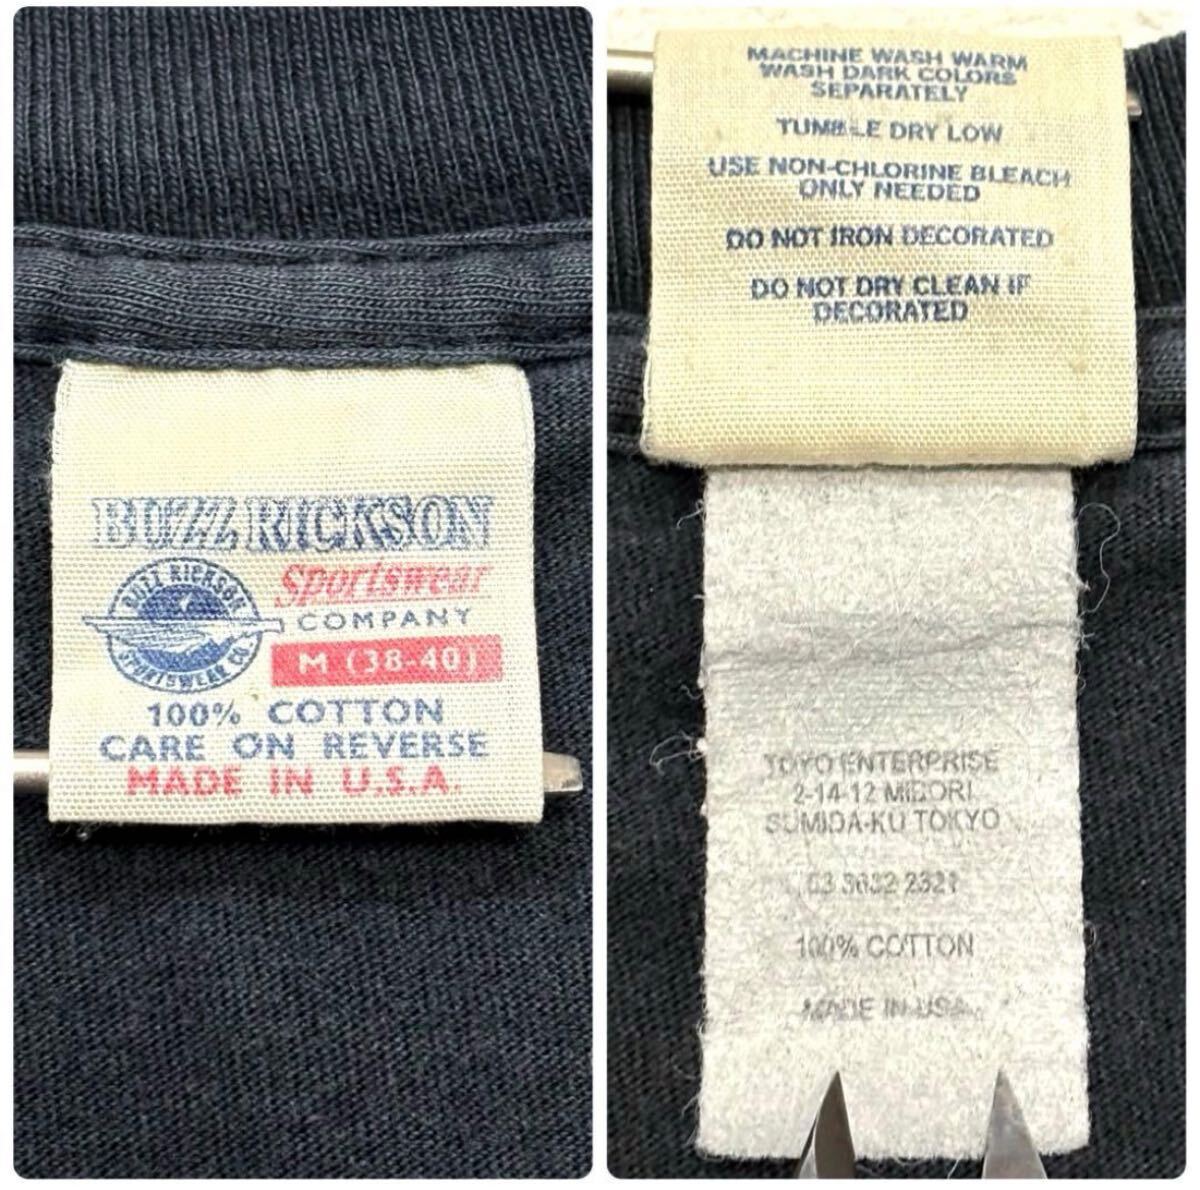 BUZZ RICKSON
Sportswear
COMPANY
BUZZ RICKSON
SPORTSWEAR CO.
M (38-40)
100% COTTON
CARE ON REVERSE
MADE IN U.S.A.
MACHINE WASH WARM
WASH DARK COLORS
SEPARATELY
TUMBLE DRY LOW
USE NON-CHLORINE BLEACH
ONLY NEEDED
DO NOT IRON DECORATED
DO NOT DRY CLEAN IF
DECORATED
TOYO ENTERPRISE
2-14-12 MIDORI
SUMIDA-KU TOKYO
03 3632 2321
100% COTTON
MADE IN USA